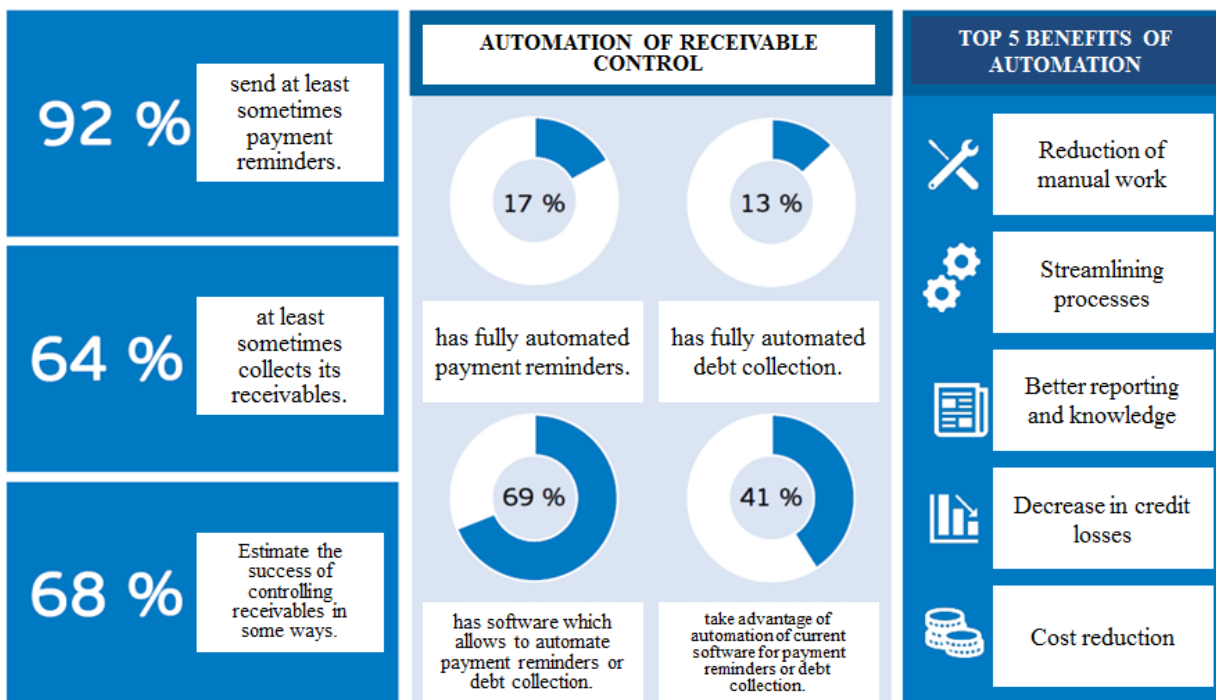 92 %
send at least
sometimes
payment
reminders.
64 %
at least
sometimes
collects its
receivables.
68 %
Estimate the
success of
controlling
receivables in
some ways.
AUTOMATION OF RECEIVABLE
CONTROL
17 %
has fully automated
payment reminders.
13 %
has fully automated
debt collection.
69 %
has software which
allows to automate
payment reminders or
debt collection.
41 %
take advantage of
automation of current
software for payment
reminders or debt
collection.
TOP 5 BENEFITS OF
AUTOMATION
Reduction of
manual work
Streamlining
processes
Better reporting
and knowledge
Decrease in credit
losses
Cost reduction